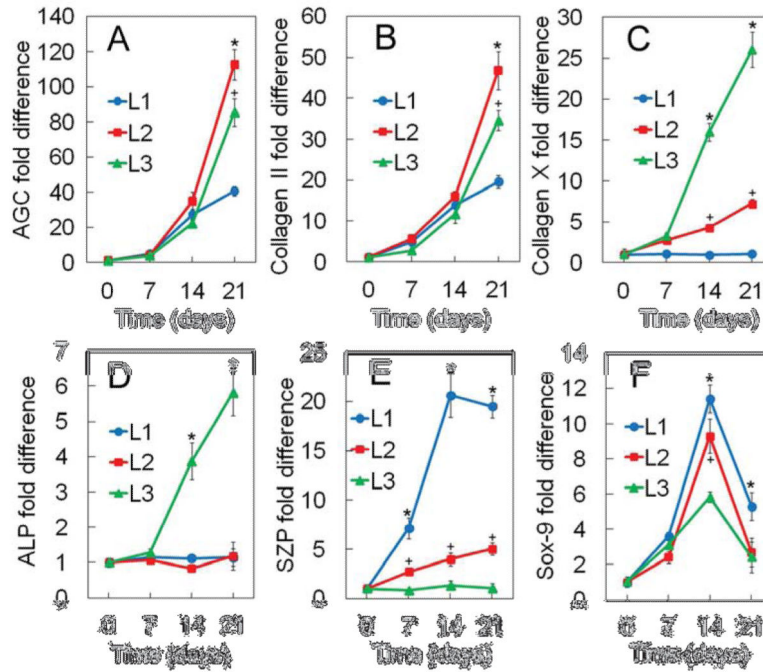 A
AGC fold difference
140
120
100
80
60
40
20
0
L1
L2
L3
*
+
0 7 14 21
Time (days)
B
Collagen II fold difference
60
50
40
30
20
10
0
L1
L2
L3
*
+
0 7 14 21
Time (days)
C
Collagen X fold difference
30
25
20
15
10
5
0
L1
L2
L3
*
*
+
+
0 7 14 21
Time (days)
D
ALP fold difference
7
6
5
4
3
2
1
0
L1
L2
L3
*
0 7 14 21
Time (days)
E
SZP fold difference
25
20
15
10
5
0
L1
L2
L3
*
*
+
+
+
0 7 14 21
Time (days)
F
Sox-9 fold difference
14
12
10
8
6
4
2
0
L1
L2
L3
*
+
*
0 7 14 21
Time (days)